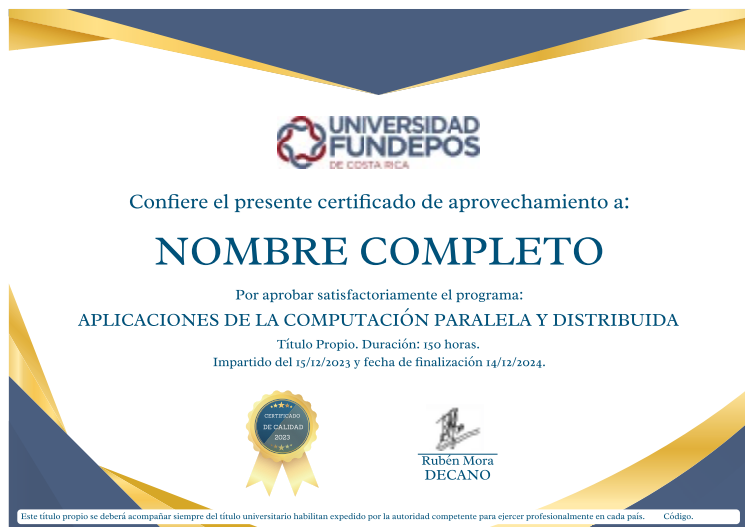 UNIVERSIDAD
FUNDEPOS
DE COSTA RICA
Confiere el presente certificado de aprovechamiento a:
NOMBRE COMPLETO
Por aprobar satisfactoriamente el programa:
APLICACIONES DE LA COMPUTACIÓN PARALELA Y DISTRIBUIDA
Título Propio. Duración: 150 horas.
Impartido del 15/12/2023 y fecha de finalización 14/12/2024.
CERTIFICADO
DE CALIDAD
2023
Rubén Mora
DECANO
Este título propio se deberá acompañar siempre del título universitario habilitan expedido por la autoridad competente para ejercer profesionalmente en cada país. Código.